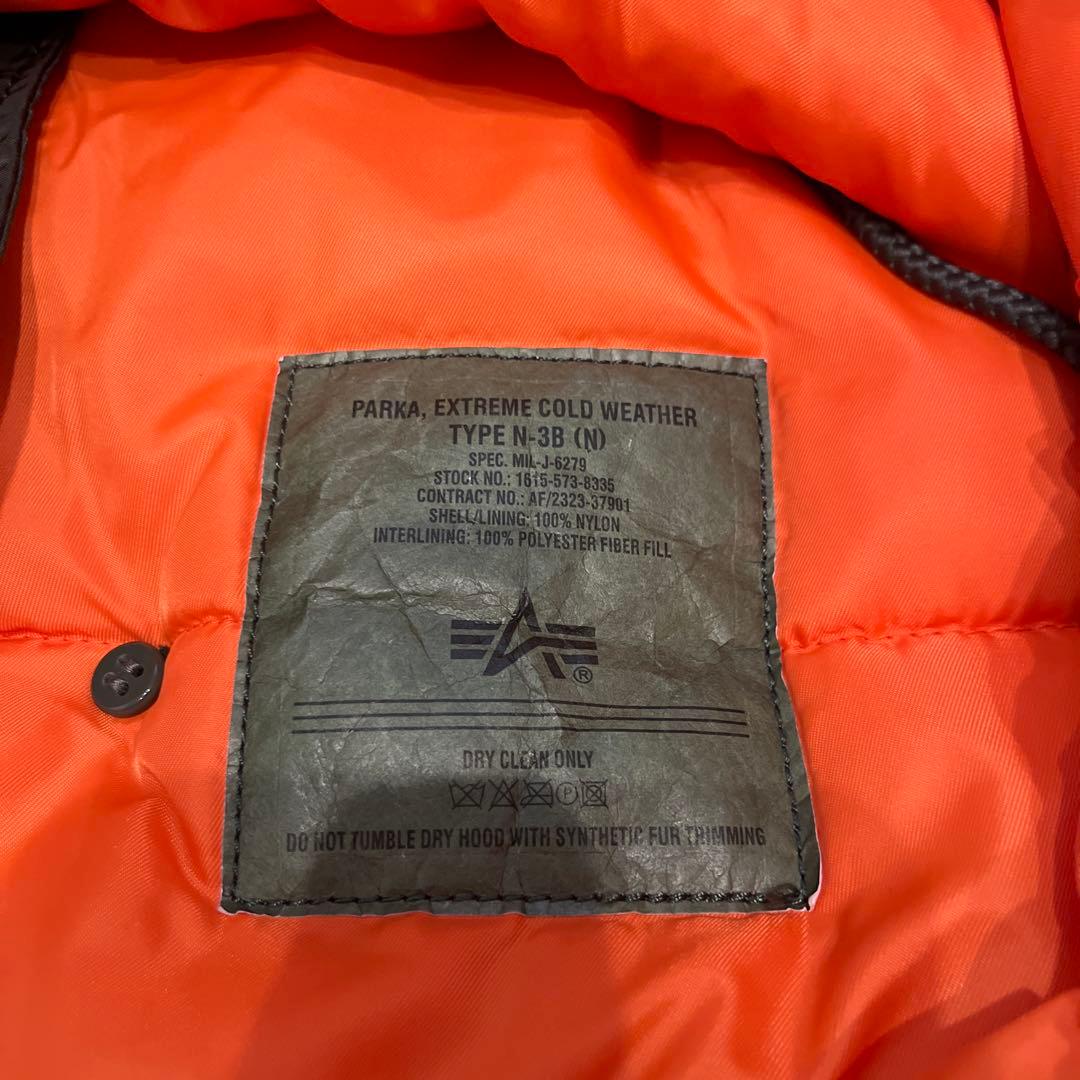 PARKA, EXTREME COLD WEATHER
TYPE N-3B (N)
SPEC. MIL-J-6279
STOCK NO.: 1615-573-8335
CONTRACT NO.: AF/2323-37901
SHELL/LINING: 100% NYLON
INTERLINING: 100% POLYESTER FIBER FILL
®
DRY CLEAN ONLY
P
DO NOT TUMBLE DRY HOOD WITH SYNTHETIC FUR TRIMMING